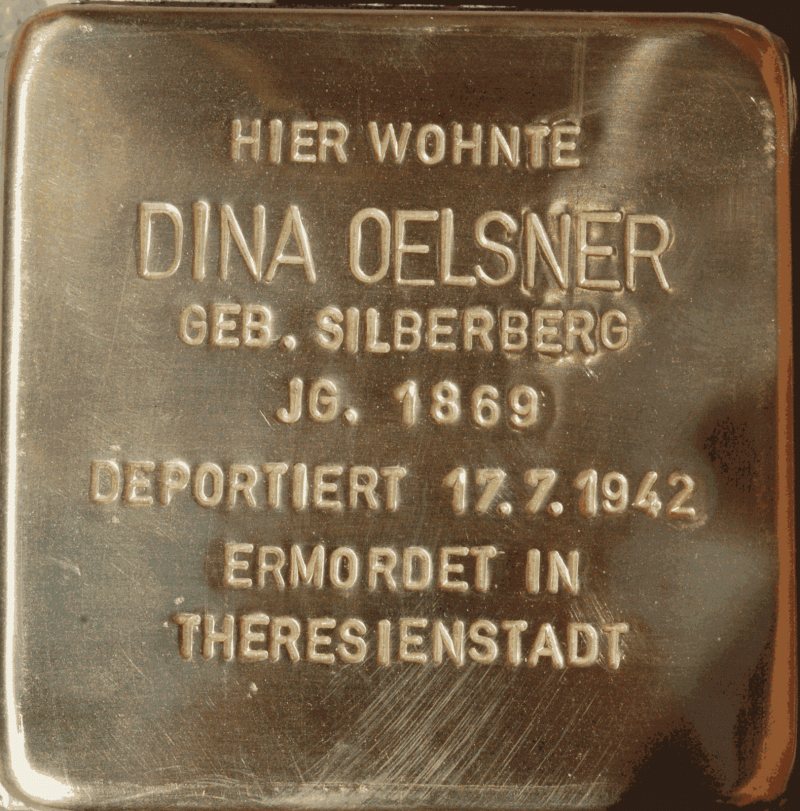 HIER WOHNTE
DINA OELSNER
GEB. SILBERBERG
JG. 1869
DEPORTIERT 17.7.1942
ERMORDET IN
THERESIENSTADT